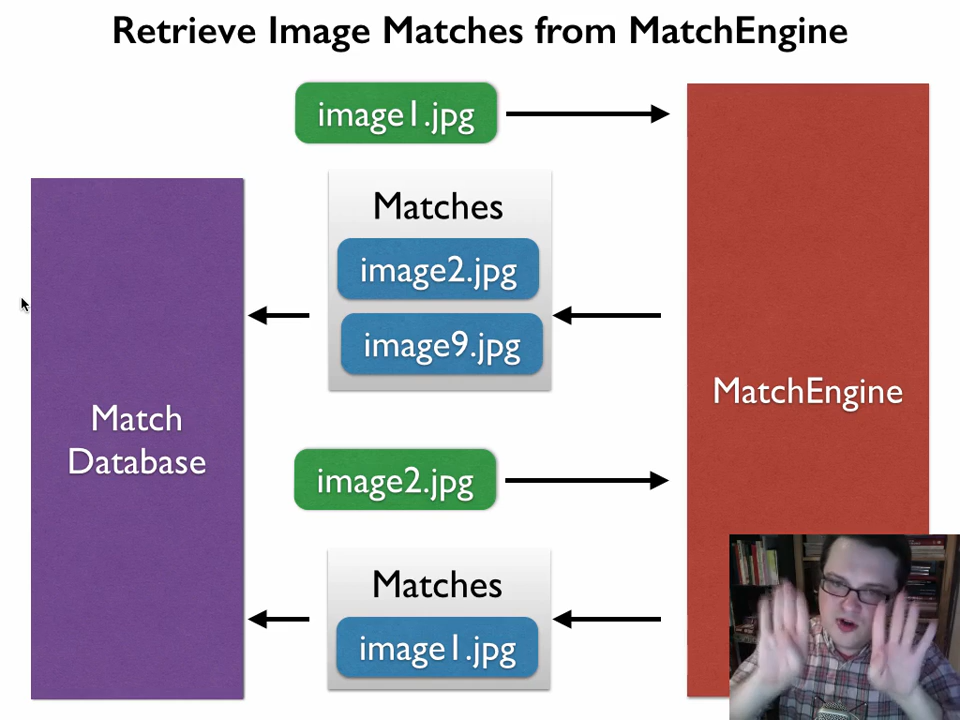 Retrieve Image Matches from MatchEngine
image1.jpg
Matches
image2.jpg
image9.jpg
Match
Database
MatchEngine
image2.jpg
Matches
image1.jpg